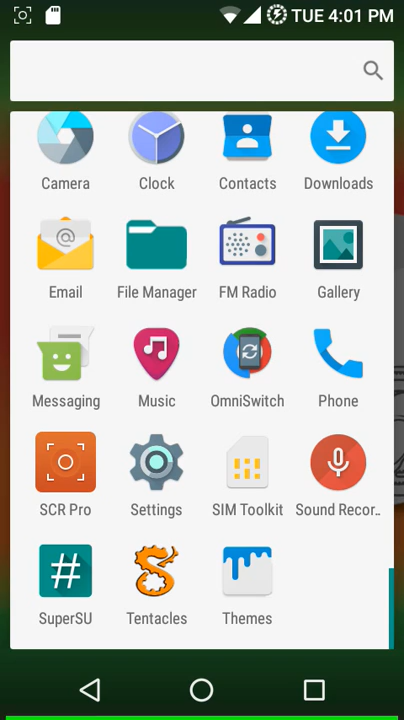 TUE 4:01 PM
Camera Clock Contacts Downloads
Email File Manager FM Radio Gallery
Messaging Music OmniSwitch Phone
SCR Pro Settings SIM Toolkit Sound Recor..
SuperSU Tentacles Themes